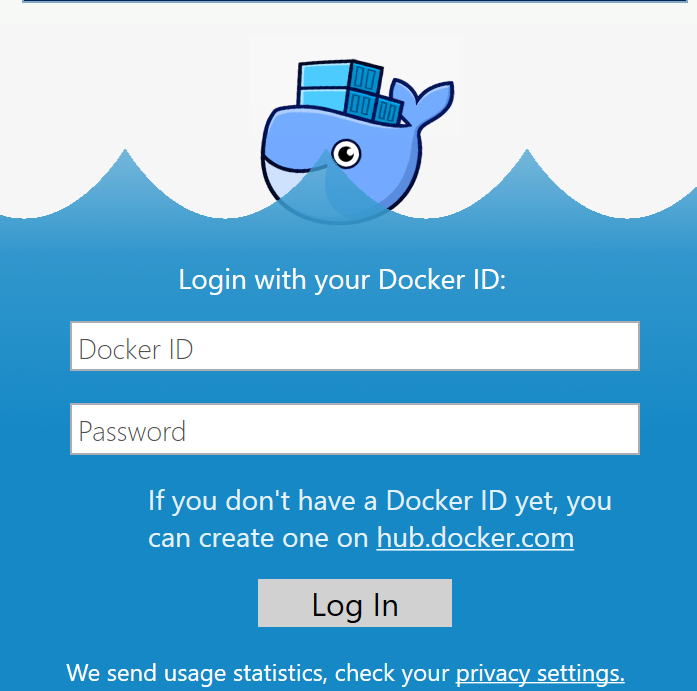 Login with your Docker ID:
Docker ID
Password
If you don't have a Docker ID yet, you
can create one on hub.docker.com
Log In
We send usage statistics, check your privacy settings.